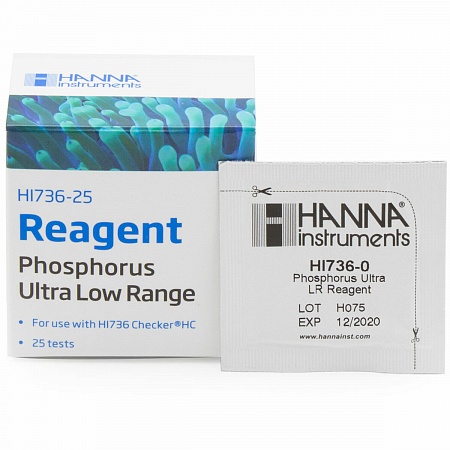 HANNA
instruments
HI736-25
Reagent
Phosphorus
Ultra Low Range
• For use with HI736 Checker®HC
• 25 tests
HANNA®
instruments
HI736-0
Phosphorus Ultra
LR Reagent
LOT H075
EXP 12/2020
www.hannainst.com